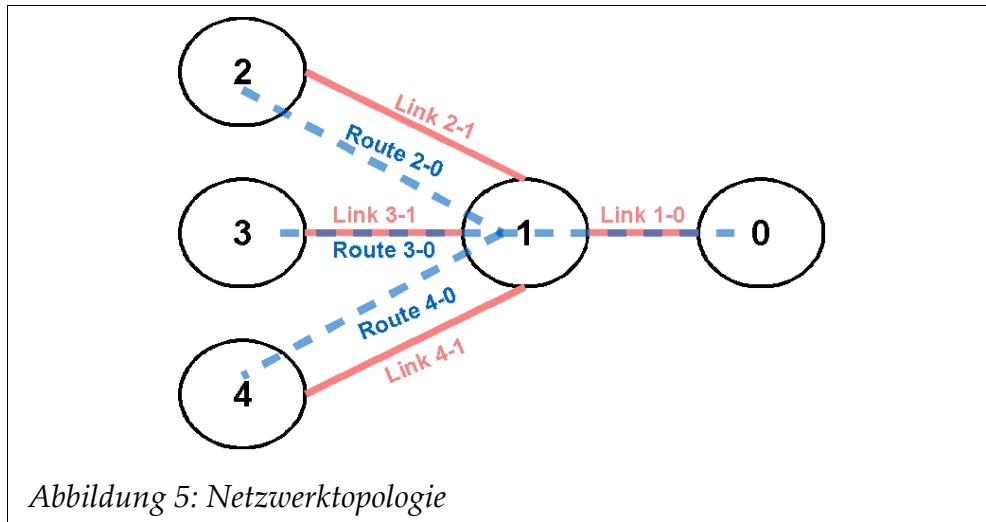 2
Link 2-1
Route 2-0
3
Link 3-1
Route 3-0
1
Link 1-0
0
Route 4-0
Link 4-1
4
Abbildung 5: Netzwerktopologie